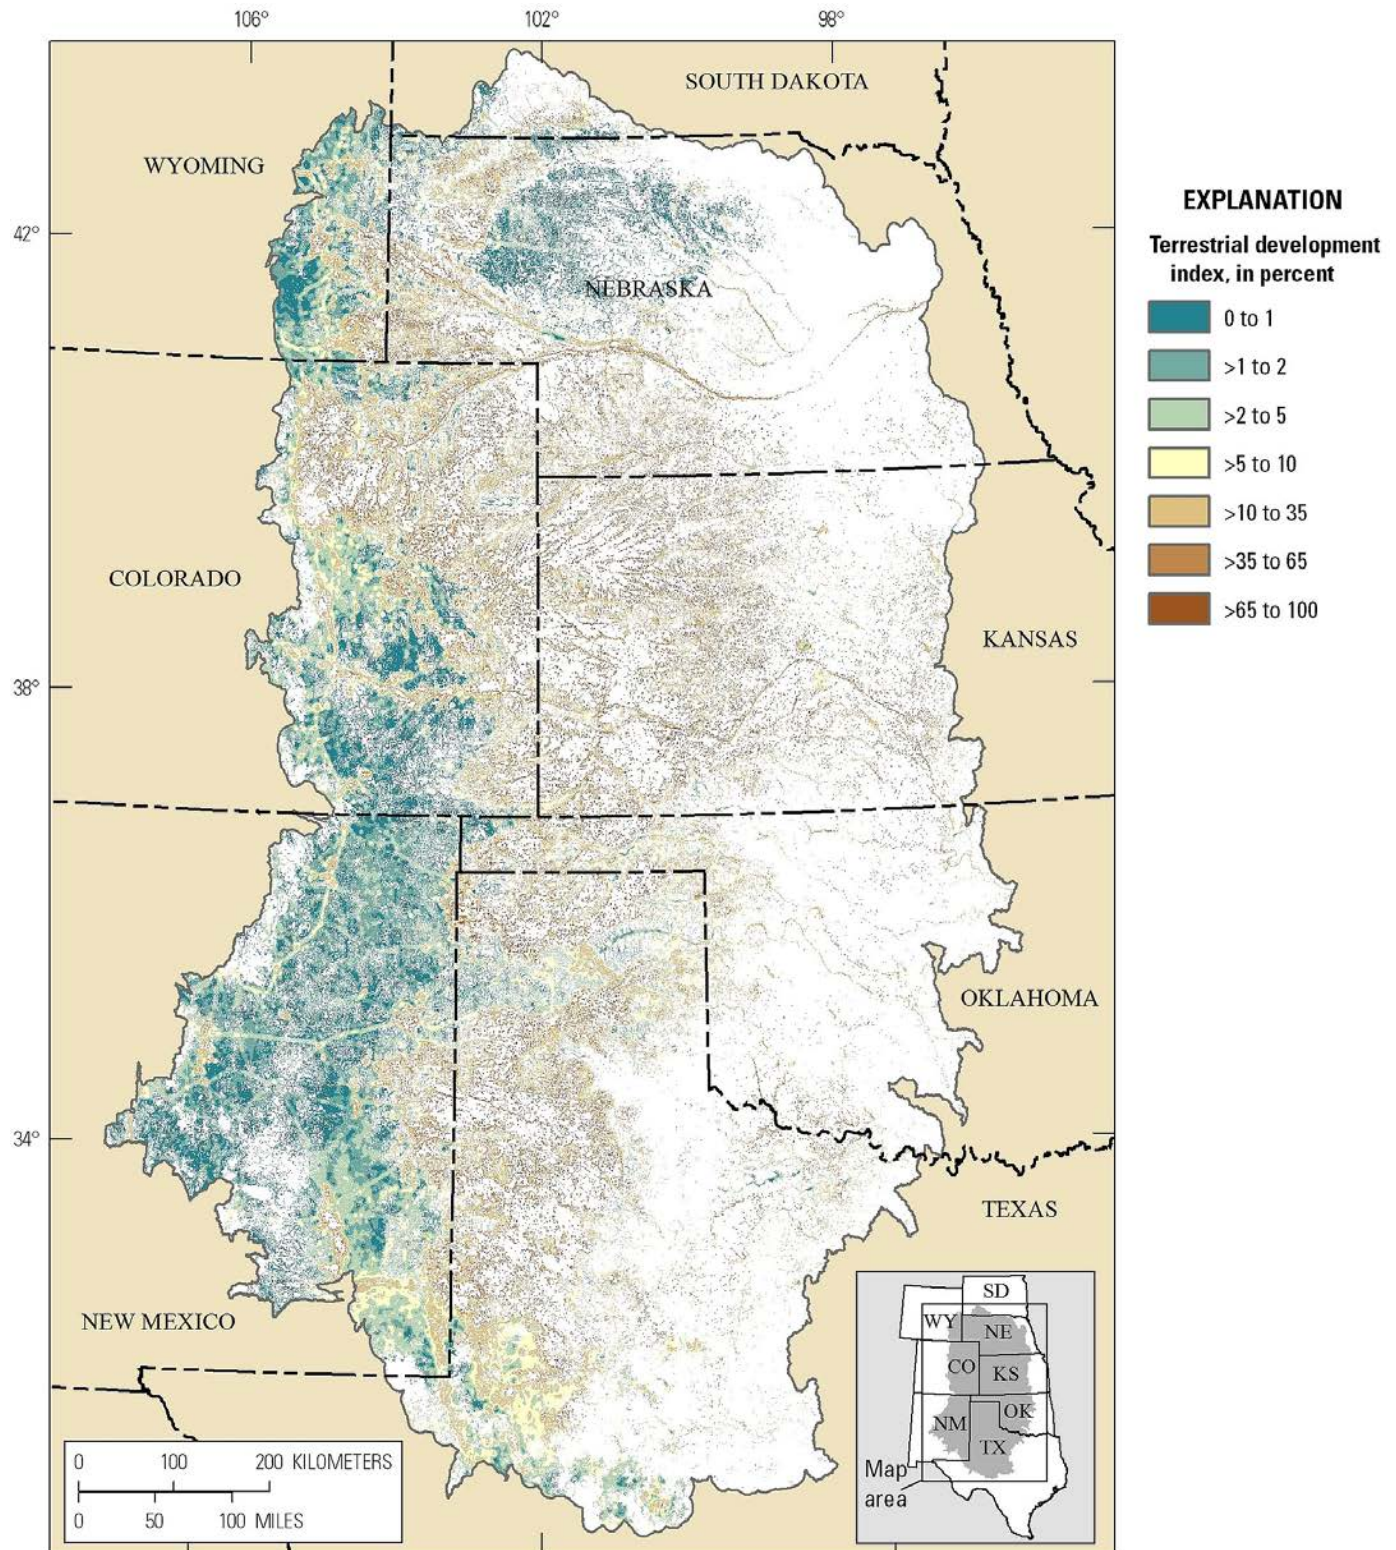 106°
102°
98°
SOUTH DAKOTA
WYOMING
42°
NEBRASKA
COLORADO
KANSAS
38°
OKLAHOMA
34°
TEXAS
NEW MEXICO
EXPLANATION
Terrestrial development
index, in percent
0 to 1
>1 to 2
>2 to 5
>5 to 10
>10 to 35
>35 to 65
>65 to 100
0 100 200 KILOMETERS
0 50 100 MILES
SD
WY
NE
CO
KS
NM
OK
TX
Map
area